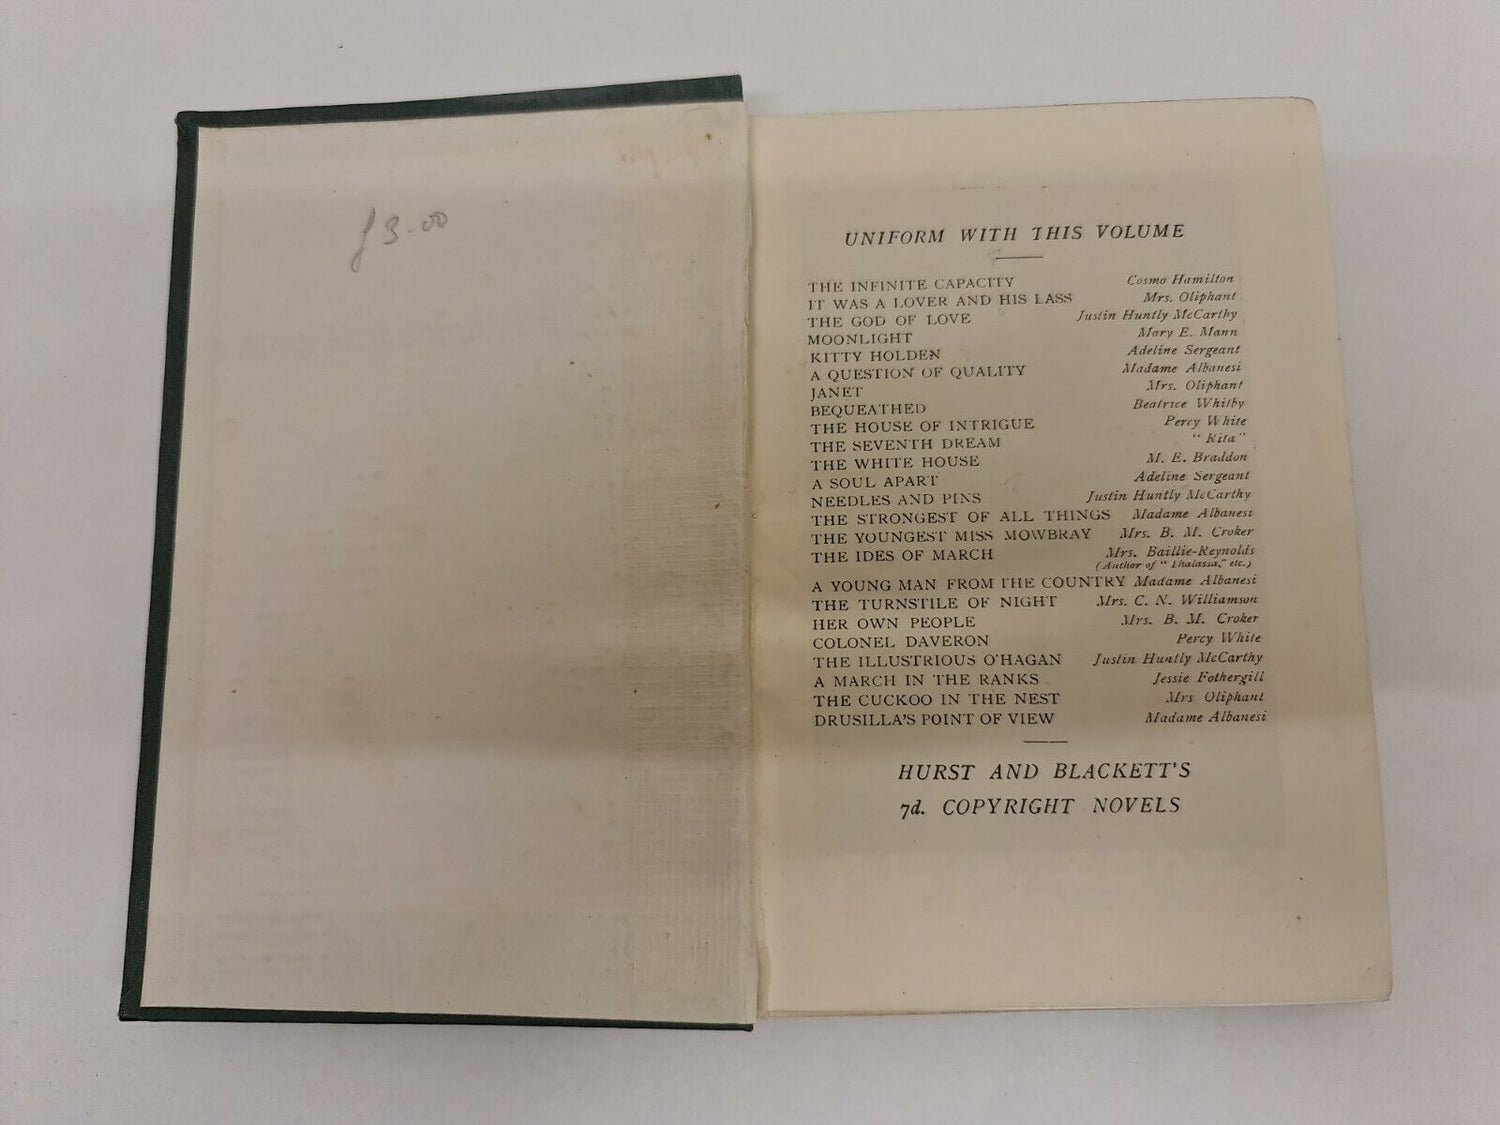 £3-00
UNIFORM WITH THIS VOLUME
THE INFINITE CAPACITY Cosmo Hamilton
IT WAS A LOVER AND HIS LASS Mrs. Oliphant
THE GOD OF LOVE Justin Huntly McCarthy
MOONLIGHT Mary E. Mann
KITTY HOLDEN Adeline Sergeant
A QUESTION OF QUALITY Madame Albanesi
JANET Mrs. Oliphant
BEQUEATHED Beatrice Whitby
THE HOUSE OF INTRIGUE Percy White
THE SEVENTH DREAM "Rita"
THE WHITE HOUSE M. E. Braddon
A SOUL APART Adeline Sergeant
NEEDLES AND PINS Justin Huntly McCarthy
THE STRONGEST OF ALL THINGS Madame Albanesi
THE YOUNGEST MISS MOWBRAY Mrs. B. M. Croker
THE IDES OF MARCH Mrs. Baillie-Reynolds
(Author of "Thalassa," etc.)
A YOUNG MAN FROM THE COUNTRY Madame Albanesi
THE TURNSTILE OF NIGHT Mrs. C. N. Williamson
HER OWN PEOPLE Mrs. B. M. Croker
COLONEL DAVERON Percy White
THE ILLUSTRIOUS O'HAGAN Justin Huntly McCarthy
A MARCH IN THE RANKS Jessie Fothergill
THE CUCKOO IN THE NEST Mrs Oliphant
DRUSILLA'S POINT OF VIEW Madame Albanesi
HURST AND BLACKETT'S
7d. COPYRIGHT NOVELS